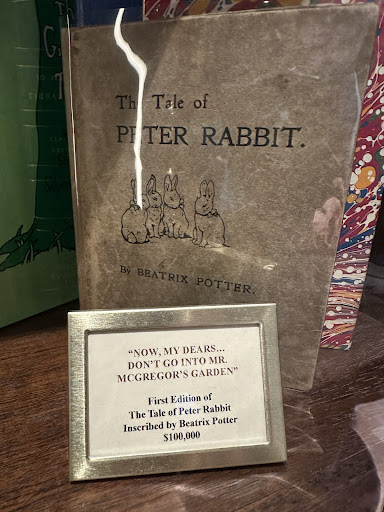 The Tale of
PETER RABBIT.
By BEATRIX POTTER.
"NOW, MY DEARS...
DON'T GO INTO MR.
MCGREGOR'S GARDEN"
First Edition of
The Tale of Peter Rabbit
Inscribed by Beatrix Potter
$100,000